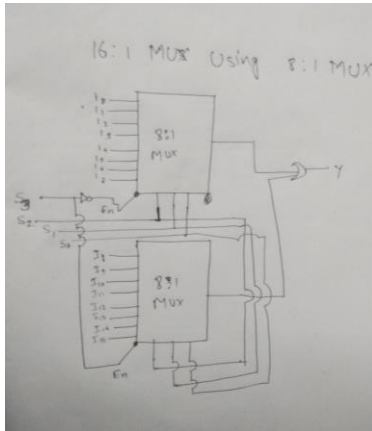 16:1 MUX Using 8:1 MUX
I0
I1
I2
I3
I4
I5
I6
I7
8:1
MUX
Y
S3
En
S2
S1
S0
I8
I9
I10
I11
I12
I13
I14
I15
8:1
MUX
En